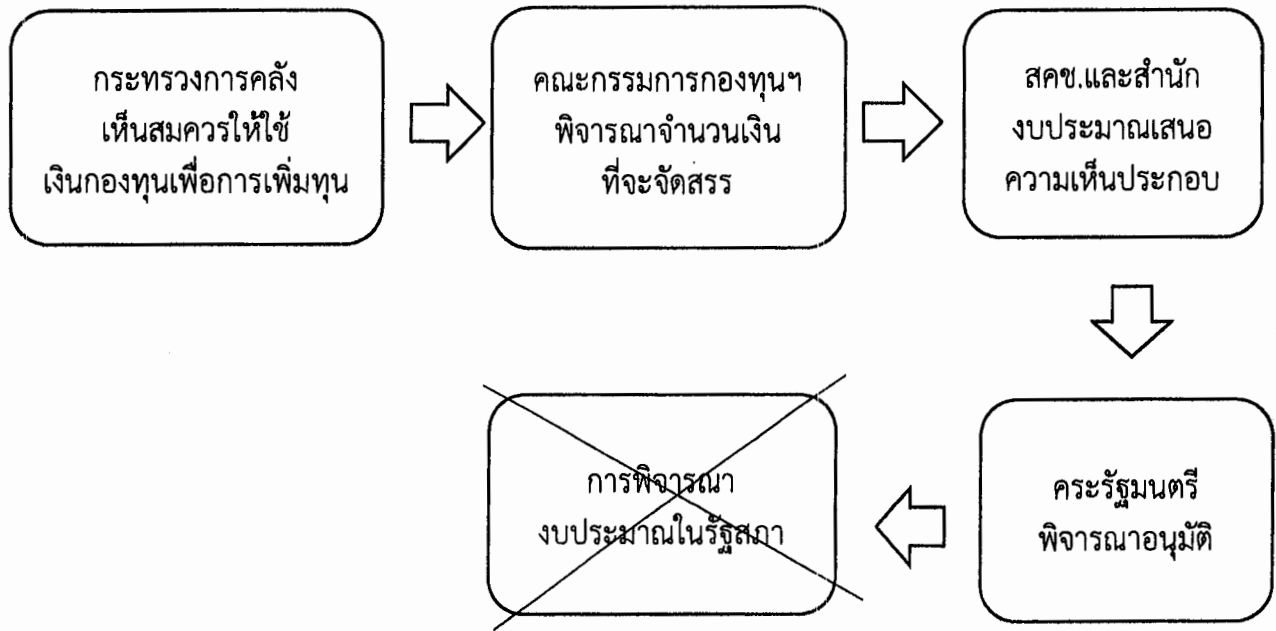 กระทรวงการคลัง
เห็นสมควรให้ใช้
เงินกองทุนเพื่อการเพิ่มทุน
คณะกรรมการกองทุนฯ
พิจารณาจำนวนเงิน
ที่จะจัดสรร
สคช.และสำนัก
งบประมาณเสนอ
ความเห็นประกอบ
คระรัฐมนตรี
พิจารณาอนุมัติ
การพิจารณา
งบประมาณในรัฐสภา